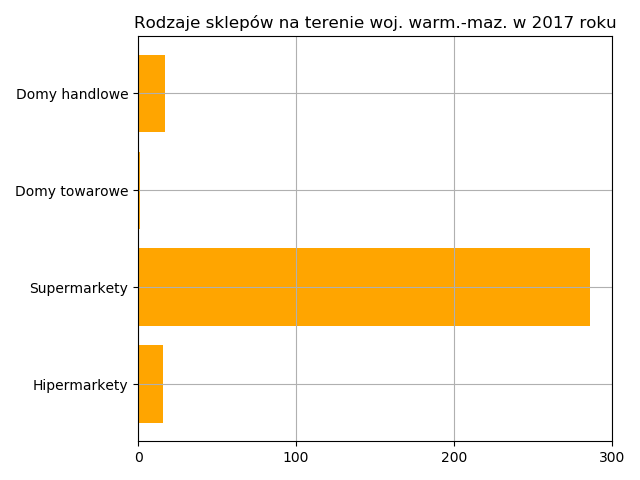 Rodzaje sklepów na terenie woj. warm.-maz. w 2017 roku
Domy handlowe
Domy towarowe
Supermarkety
Hipermarkety
0 100 200 300